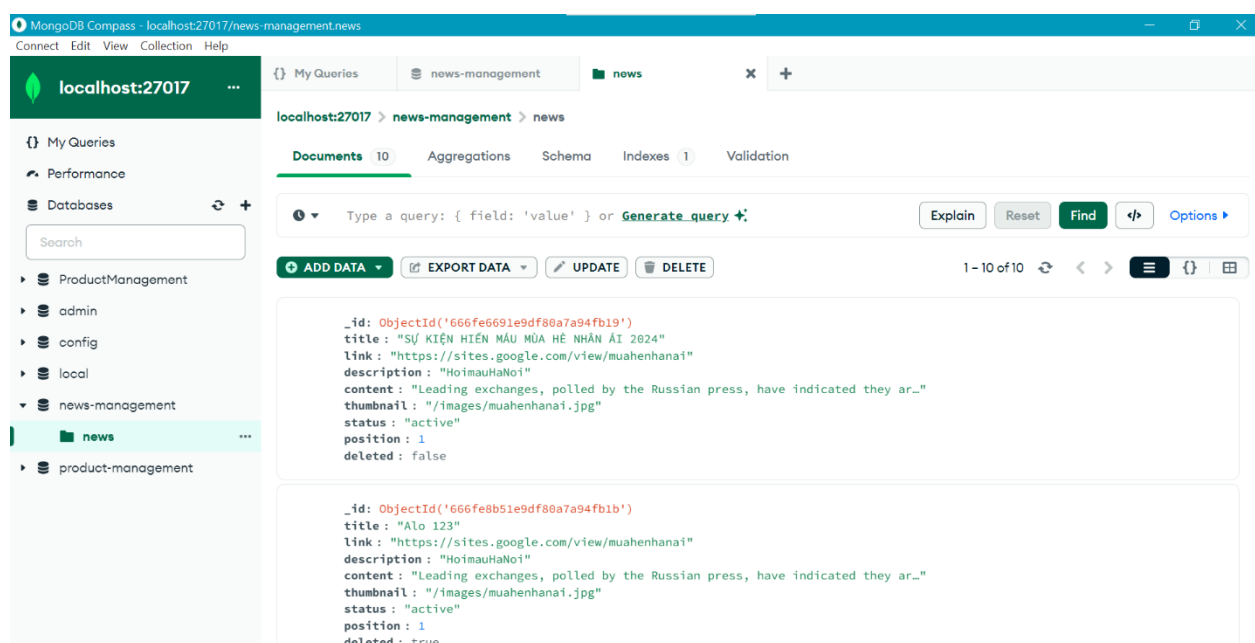 MongoDB Compass - localhost:27017/news-management.news
Connect Edit View Collection Help
localhost:27017 ...
{} My Queries
Performance
Databases
Search
ProductManagement
admin
config
local
news-management
news ...
product-management
{} My Queries news-management news
localhost:27017 > news-management > news
Documents 10 Aggregations Schema Indexes 1 Validation
Type a query: { field: 'value' } or Generate query
Explain Reset Find </> Options
ADD DATA EXPORT DATA UPDATE DELETE 1 – 10 of 10 {}
_id: ObjectId('666fe6691e9df80a7a94fb19')
title : "SỰ KIỆN HIẾN MÁU MÙA HÈ NHÂN ÁI 2024"
link : "https://sites.google.com/view/muahenhanai"
description : "HoimauHaNoi"
content : "Leading exchanges, polled by the Russian press, have indicated they ar…"
thumbnail : "/images/muahenhanai.jpg"
status : "active"
position : 1
deleted : false
_id: ObjectId('666fe8b51e9df80a7a94fb1b')
title : "Alo 123"
link : "https://sites.google.com/view/muahenhanai"
description : "HoimauHaNoi"
content : "Leading exchanges, polled by the Russian press, have indicated they ar…"
thumbnail : "/images/muahenhanai.jpg"
status : "active"
position : 1
deleted : true